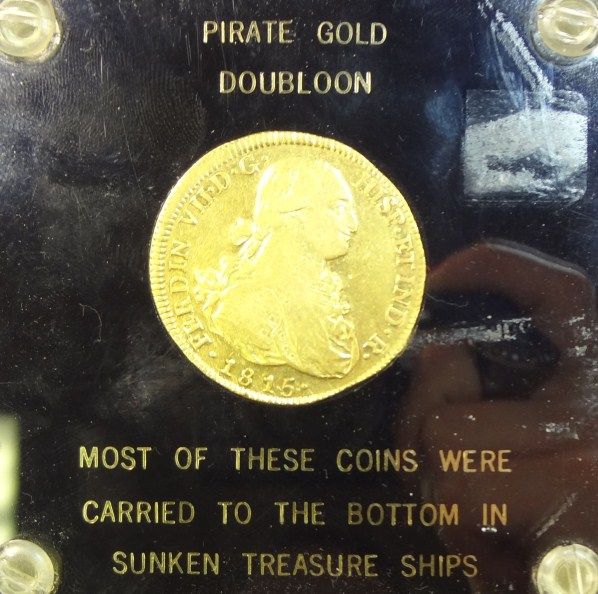 PIRATE GOLD
DOUBLOON
FERDIN·VII·D·G· HISP·ET·IND·R·
·1815·
MOST OF THESE COINS WERE
CARRIED TO THE BOTTOM IN
SUNKEN TREASURE SHIPS